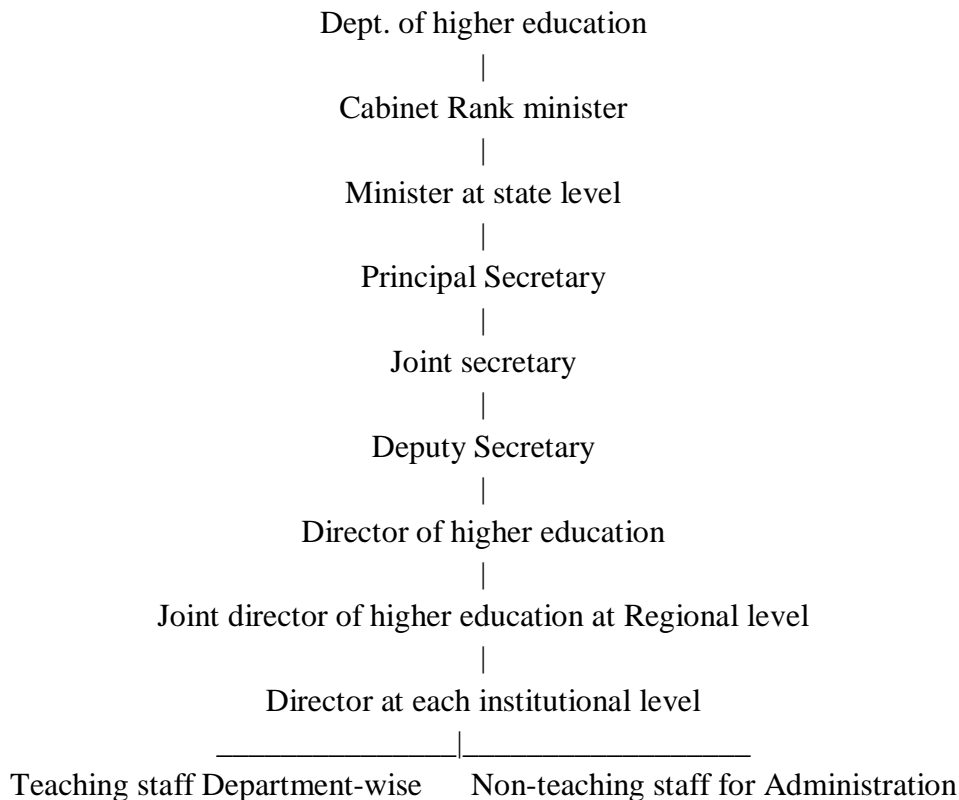 Dept. of higher education
|
Cabinet Rank minister
|
Minister at state level
|
Principal Secretary
|
Joint secretary
|
Deputy Secretary
|
Director of higher education
|
Joint director of higher education at Regional level
|
Director at each institutional level
_______________|__________________
Teaching staff Department-wise Non-teaching staff for Administration